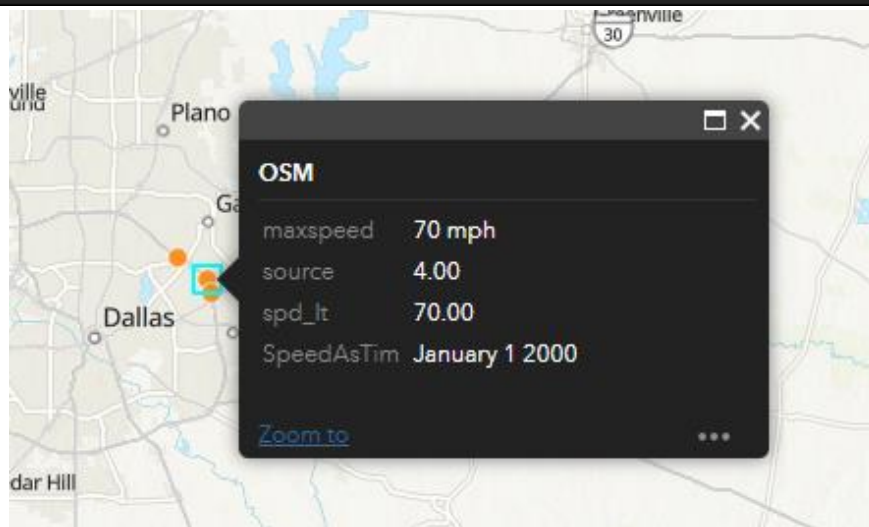 30
Plano
OSM
maxspeed 70 mph
source 4.00
spd_lt 70.00
SpeedAsTim January 1 2000
Dallas
Zoom to
dar Hill